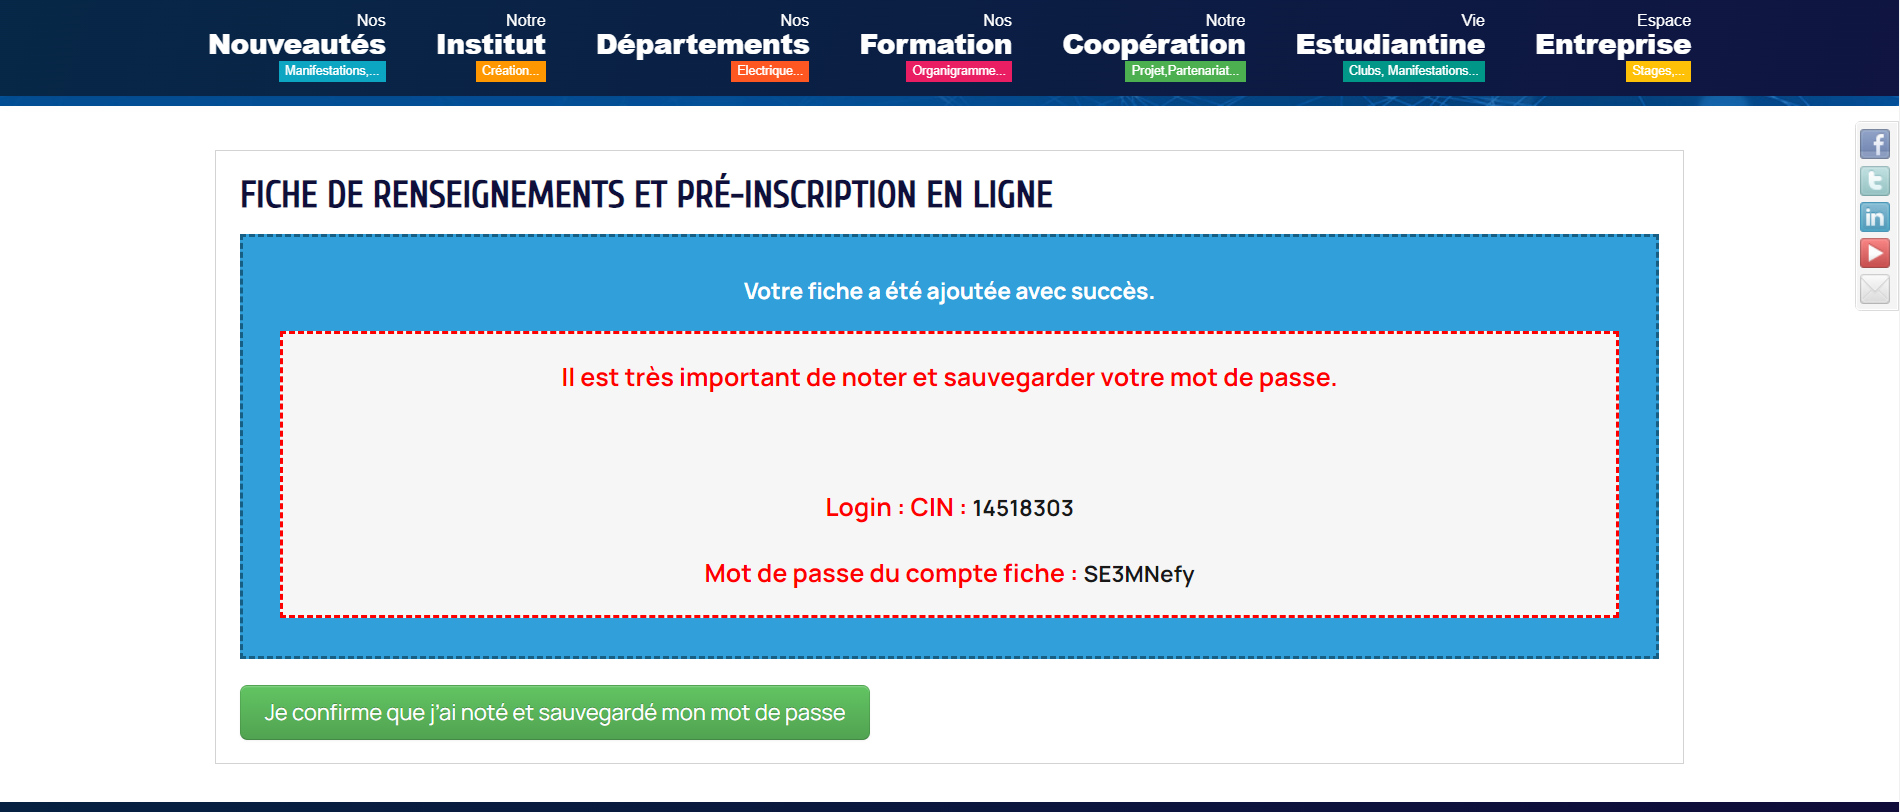 Nos
Nouveautés
Manifestations,...
Notre
Institut
Création...
Nos
Départements
Electrique...
Nos
Formation
Organigramme...
Notre
Coopération
Projet,Partenariat...
Vie
Estudiantine
Clubs, Manifestations...
Espace
Entreprise
Stages,...
FICHE DE RENSEIGNEMENTS ET PRÉ-INSCRIPTION EN LIGNE
Votre fiche a été ajoutée avec succès.
Il est très important de noter et sauvegarder votre mot de passe.
Login : CIN : 14518303
Mot de passe du compte fiche : SE3MNefy
Je confirme que j'ai noté et sauvegardé mon mot de passe